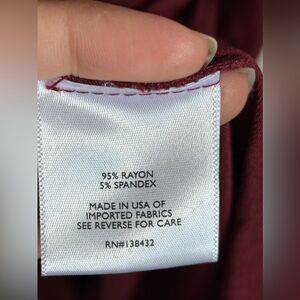 95% RAYON
5% SPANDEX
MADE IN USA OF
IMPORTED FABRICS
SEE REVERSE FOR CARE
RN#138432